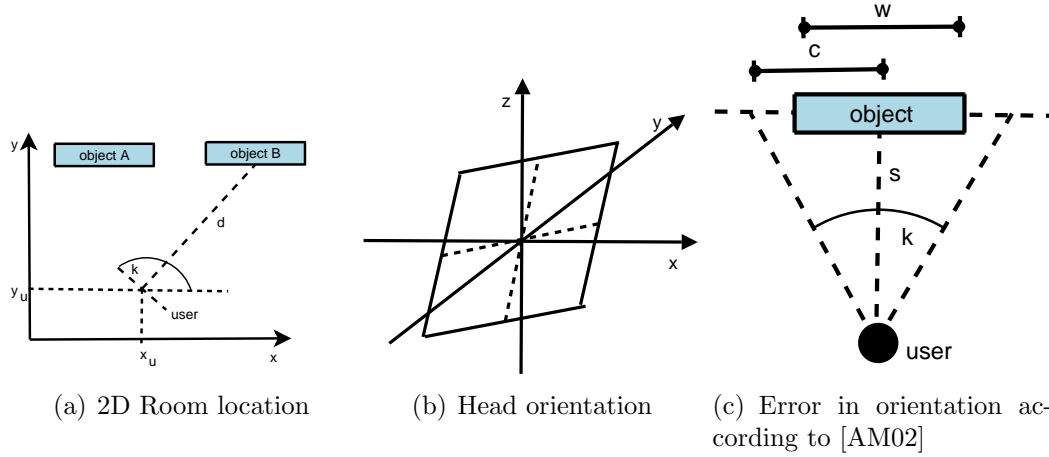 y
object A
object B
d
k
y_u
user
x_u
x
(a) 2D Room location
z
y
x
(b) Head orientation
w
c
object
s
k
user
(c) Error in orientation ac-
cording to [AM02]